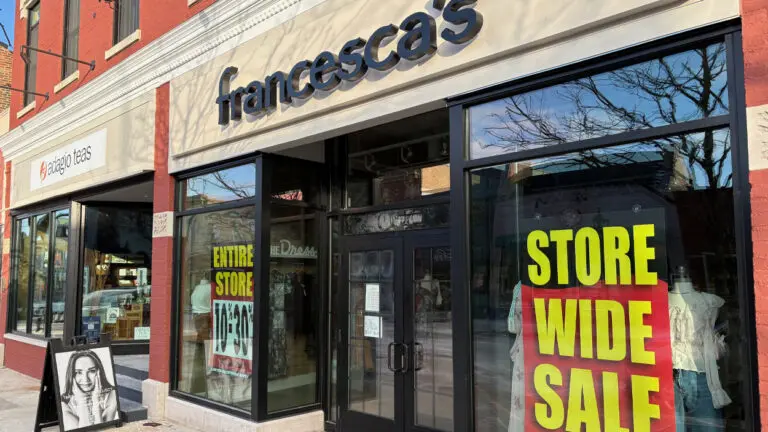 francesca's
adagio teas
ENTIRE
STORE
10%
30%
THE Dress
STORE
WIDE
SALE